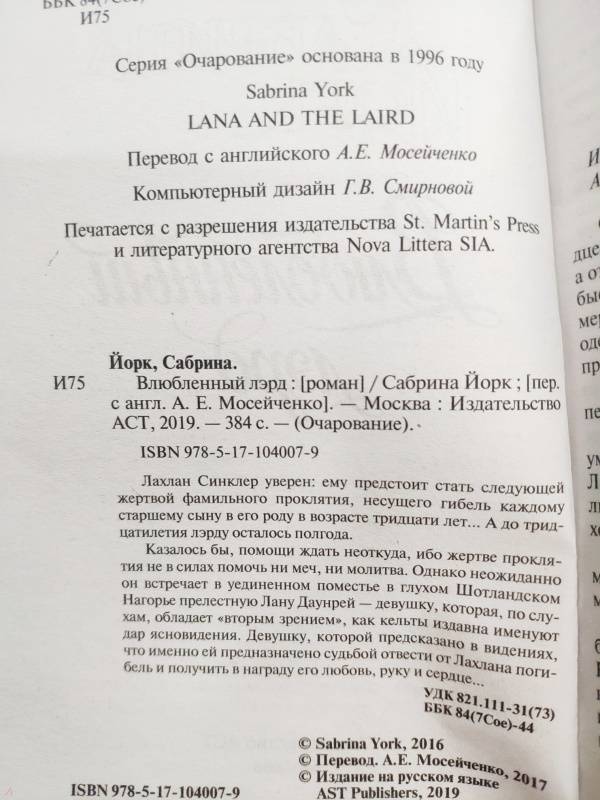 ББК 84(7Сое)
И75
Серия «Очарование» основана в 1996 году
Sabrina York
LANA AND THE LAIRD
Перевод с английского А.Е. Мосейченко
Компьютерный дизайн Г.В. Смирновой
Печатается с разрешения издательства St. Martin's Press
и литературного агентства Nova Littera SIA.
Йорк, Сабрина.
И75 Влюбленный лэрд : [роман] / Сабрина Йорк ; [пер.
с англ. А. Е. Мосейченко]. — Москва : Издательство
АСТ, 2019. — 384 с. — (Очарование).
ISBN 978-5-17-104007-9
Лахлан Синклер уверен: ему предстоит стать следующей
жертвой фамильного проклятия, несущего гибель каждому
старшему сыну в его роду в возрасте тридцати лет... А до трид-
цатилетия лэрду осталось полгода.
Казалось бы, помощи ждать неоткуда, ибо жертве прокля-
тия не в силах помочь ни меч, ни молитва. Однако неожиданно
он встречает в уединенном поместье в глухом Шотландском
Нагорье прелестную Лану Даунрей — девушку, которая, по слу-
хам, обладает «вторым зрением», как кельты издавна именуют
дар ясновидения. Девушку, которой предсказано в видениях,
что именно ей предназначено судьбой отвести от Лахлана поги-
бель и получить в награду его любовь, руку и сердце...
УДК 821.111-31(73)
ББК 84(7Сое)-44
© Sabrina York, 2016
© Перевод. А.Е. Мосейченко, 2017
© Издание на русском языке
AST Publishers, 2019
ISBN 978-5-17-104007-9